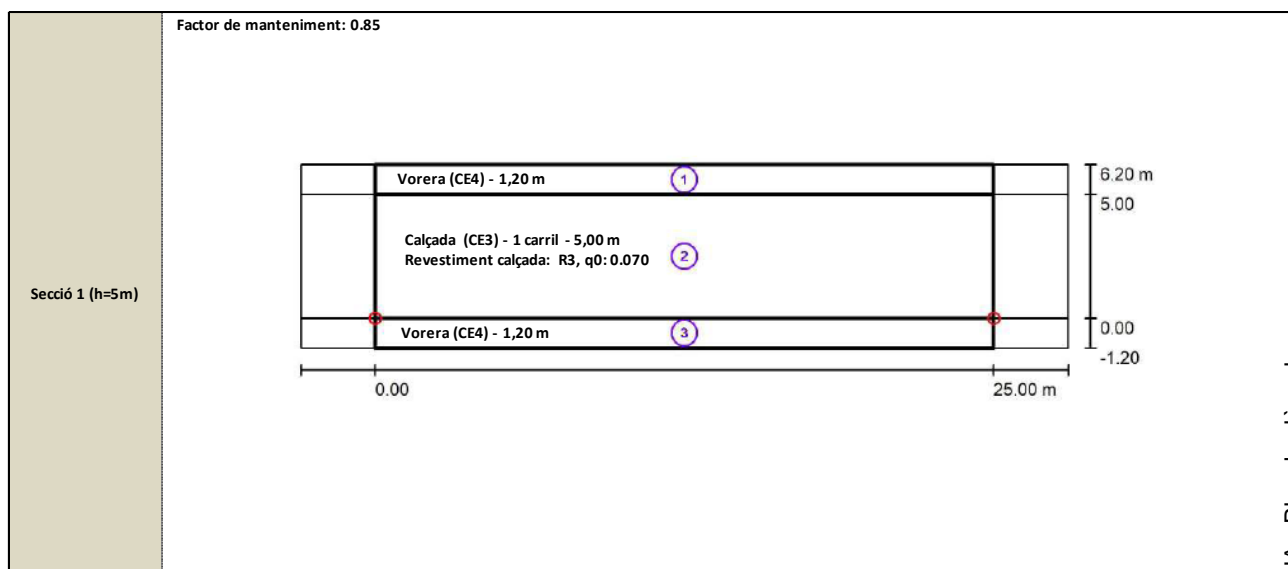 Factor de manteniment: 0.85
Secció 1 (h=5m)
Vorera (CE4) - 1,20 m
1
6.20 m
5.00
Calçada (CE3) - 1 carril - 5,00 m
Revestiment calçada: R3, q0: 0.070
2
Vorera (CE4) - 1,20 m
3
0.00
-1.20
0.00
25.00 m